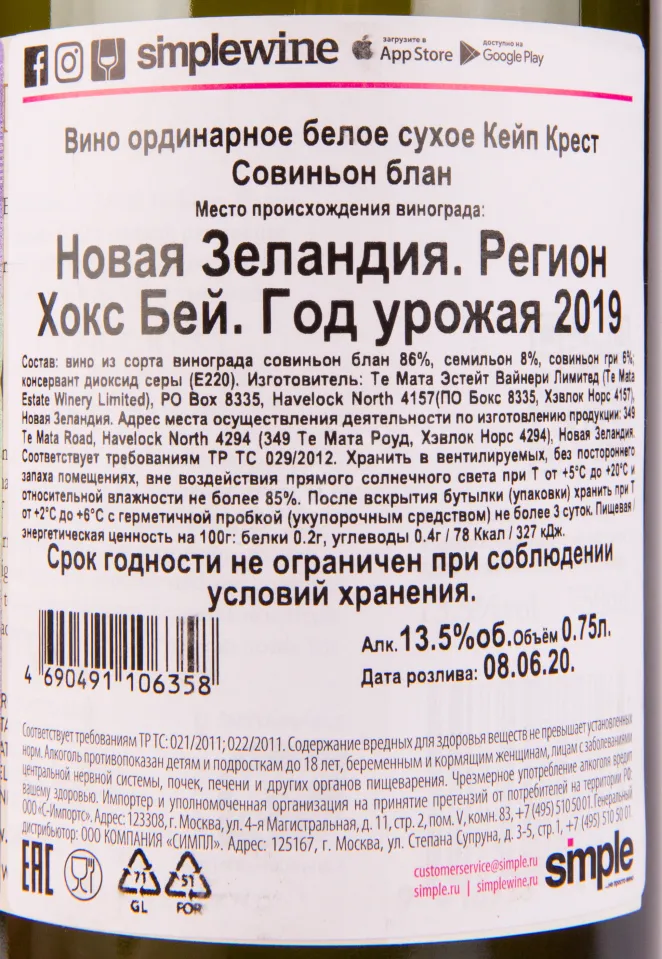 simplewine загрузите в App Store доступно на Google Play
Вино ординарное белое сухое Кейп Крест
Совиньон блан
Место происхождения винограда:
Новая Зеландия. Регион
Хокс Бей. Год урожая 2019
Состав: вино из сорта винограда совиньон блан 86%, семильон 8%, совиньон гри 6%;
консервант диоксид серы (Е220). Изготовитель: Те Мата Эстейт Вайнери Лимитед (Te Mata
Estate Winery Limited), PO Box 8335, Havelock North 4157(ПО Бокс 8335, Хэвлок Норс 4157),
Новая Зеландия. Адрес места осуществления деятельности по изготовлению продукции: 349
Te Mata Road, Havelock North 4294 (349 Те Мата Роуд, Хэвлок Норс 4294), Новая Зеландия.
Соответствует требованиям ТР ТС 029/2012. Хранить в вентилируемых, без постороннего
запаха помещениях, вне воздействия прямого солнечного света при Т от +5°С до +20°С и
относительной влажности не более 85%. После вскрытия бутылки (упаковки) хранить при Т
от +2°С до +6°С с герметичной пробкой (укупорочным средством) не более 3 суток. Пищевая /
энергетическая ценность на 100г: белки 0.2г, углеводы 0.4г / 78 Ккал / 327 кДж.
Срок годности не ограничен при соблюдении
условий хранения.
Алк. 13.5%об. Объём 0.75л.
Дата розлива: 08.06.20.
4 690491 106358
Соответствует требованиям ТР ТС: 021/2011; 022/2011. Содержание вредных для здоровья веществ не превышает установленных
норм. Алкоголь противопоказан детям и подросткам до 18 лет, беременным и кормящим женщинам, лицам с заболеваниями
центральной нервной системы, почек, печени и других органов пищеварения. Чрезмерное употребление алкоголя вредит
вашему здоровью. Импортер и уполномоченная организация на принятие претензий от потребителей на территории РФ:
ООО «С-Импортс». Адрес: 123308, г. Москва, ул. 4-я Магистральная, д. 11, стр. 2, пом. V, комн. 83, +7 (495) 510 50 01. Генеральный
дистрибьютор: ООО КОМПАНИЯ «СИМПЛ». Адрес: 125167, г. Москва, ул. Степана Супруна, д. 3-5, стр. 1, +7 (495) 510 50 01
EAC
71
GL
51
FOR
customerservice@simple.ru
simple.ru | simplewine.ru
simple
...не просто вино